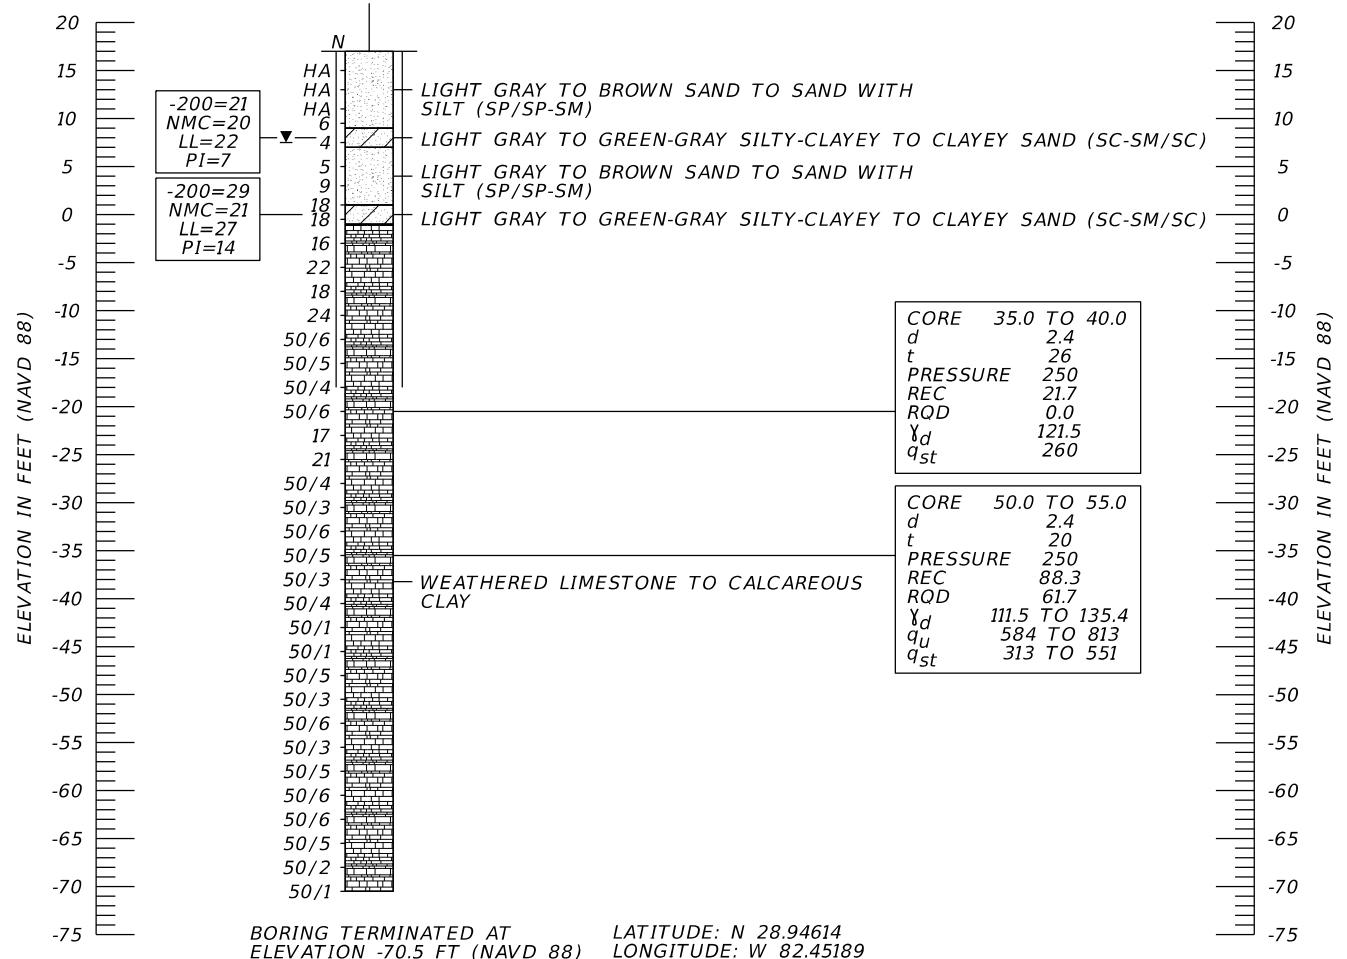 20
15
10
5
0
-5
-10
-15
-20
-25
-30
-35
-40
-45
-50
-55
-60
-65
-70
-75
ELEVATION IN FEET (NAVD 88)
-200=21
NMC=20
LL=22
PI=7
-200=29
NMC=21
LL=27
PI=14
N
HA
HA
HA
6
4
5
9
18
18
16
22
18
24
50/6
50/5
50/4
50/6
17
21
50/4
50/3
50/6
50/5
50/3
50/4
50/1
50/1
50/5
50/3
50/6
50/3
50/5
50/6
50/6
50/5
50/2
50/1
LIGHT GRAY TO BROWN SAND TO SAND WITH
SILT (SP/SP-SM)
LIGHT GRAY TO GREEN-GRAY SILTY-CLAYEY TO CLAYEY SAND (SC-SM/SC)
LIGHT GRAY TO BROWN SAND TO SAND WITH
SILT (SP/SP-SM)
LIGHT GRAY TO GREEN-GRAY SILTY-CLAYEY TO CLAYEY SAND (SC-SM/SC)
WEATHERED LIMESTONE TO CALCAREOUS
CLAY
CORE 35.0 TO 40.0
d 2.4
t 26
PRESSURE 250
REC 21.7
RQD 0.0
γd 121.5
qst 260
CORE 50.0 TO 55.0
d 2.4
t 20
PRESSURE 250
REC 88.3
RQD 61.7
γd 111.5 TO 135.4
qu 584 TO 813
qst 313 TO 551
20
15
10
5
0
-5
-10
-15
-20
-25
-30
-35
-40
-45
-50
-55
-60
-65
-70
-75
ELEVATION IN FEET (NAVD 88)
BORING TERMINATED AT
ELEVATION -70.5 FT (NAVD 88)
LATITUDE: N 28.94614
LONGITUDE: W 82.45189